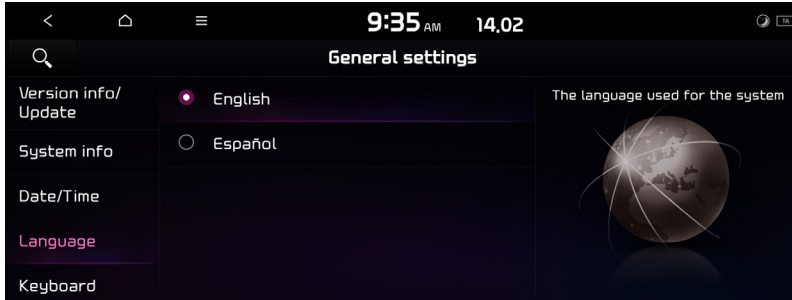 9:35 AM 14.02
TA
General settings
Version info/
Update
System info
Date/Time
Language
Keyboard
English
Español
The language used for the system